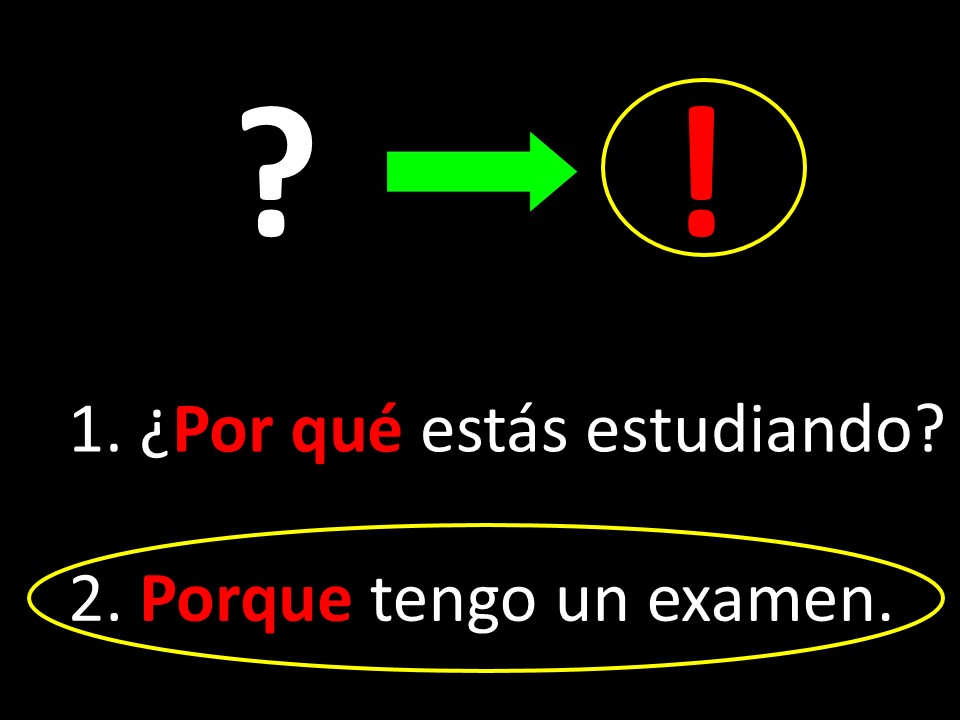 ? !
1. ¿Por qué estás estudiando?
2. Porque tengo un examen.